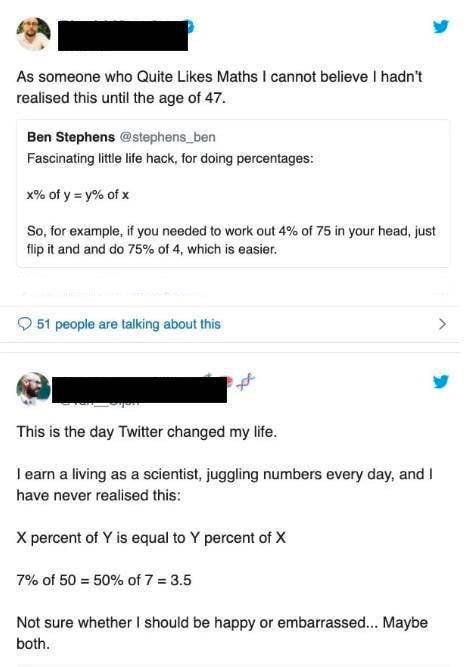 As someone who Quite Likes Maths I cannot believe I hadn't
realised this until the age of 47.
Ben Stephens @stephens_ben
Fascinating little life hack, for doing percentages:
x% of y = y% of x
So, for example, if you needed to work out 4% of 75 in your head, just
flip it and and do 75% of 4, which is easier.
51 people are talking about this
This is the day Twitter changed my life.
I earn a living as a scientist, juggling numbers every day, and I
have never realised this:
X percent of Y is equal to Y percent of X
7% of 50 = 50% of 7 = 3.5
Not sure whether I should be happy or embarrassed... Maybe
both.